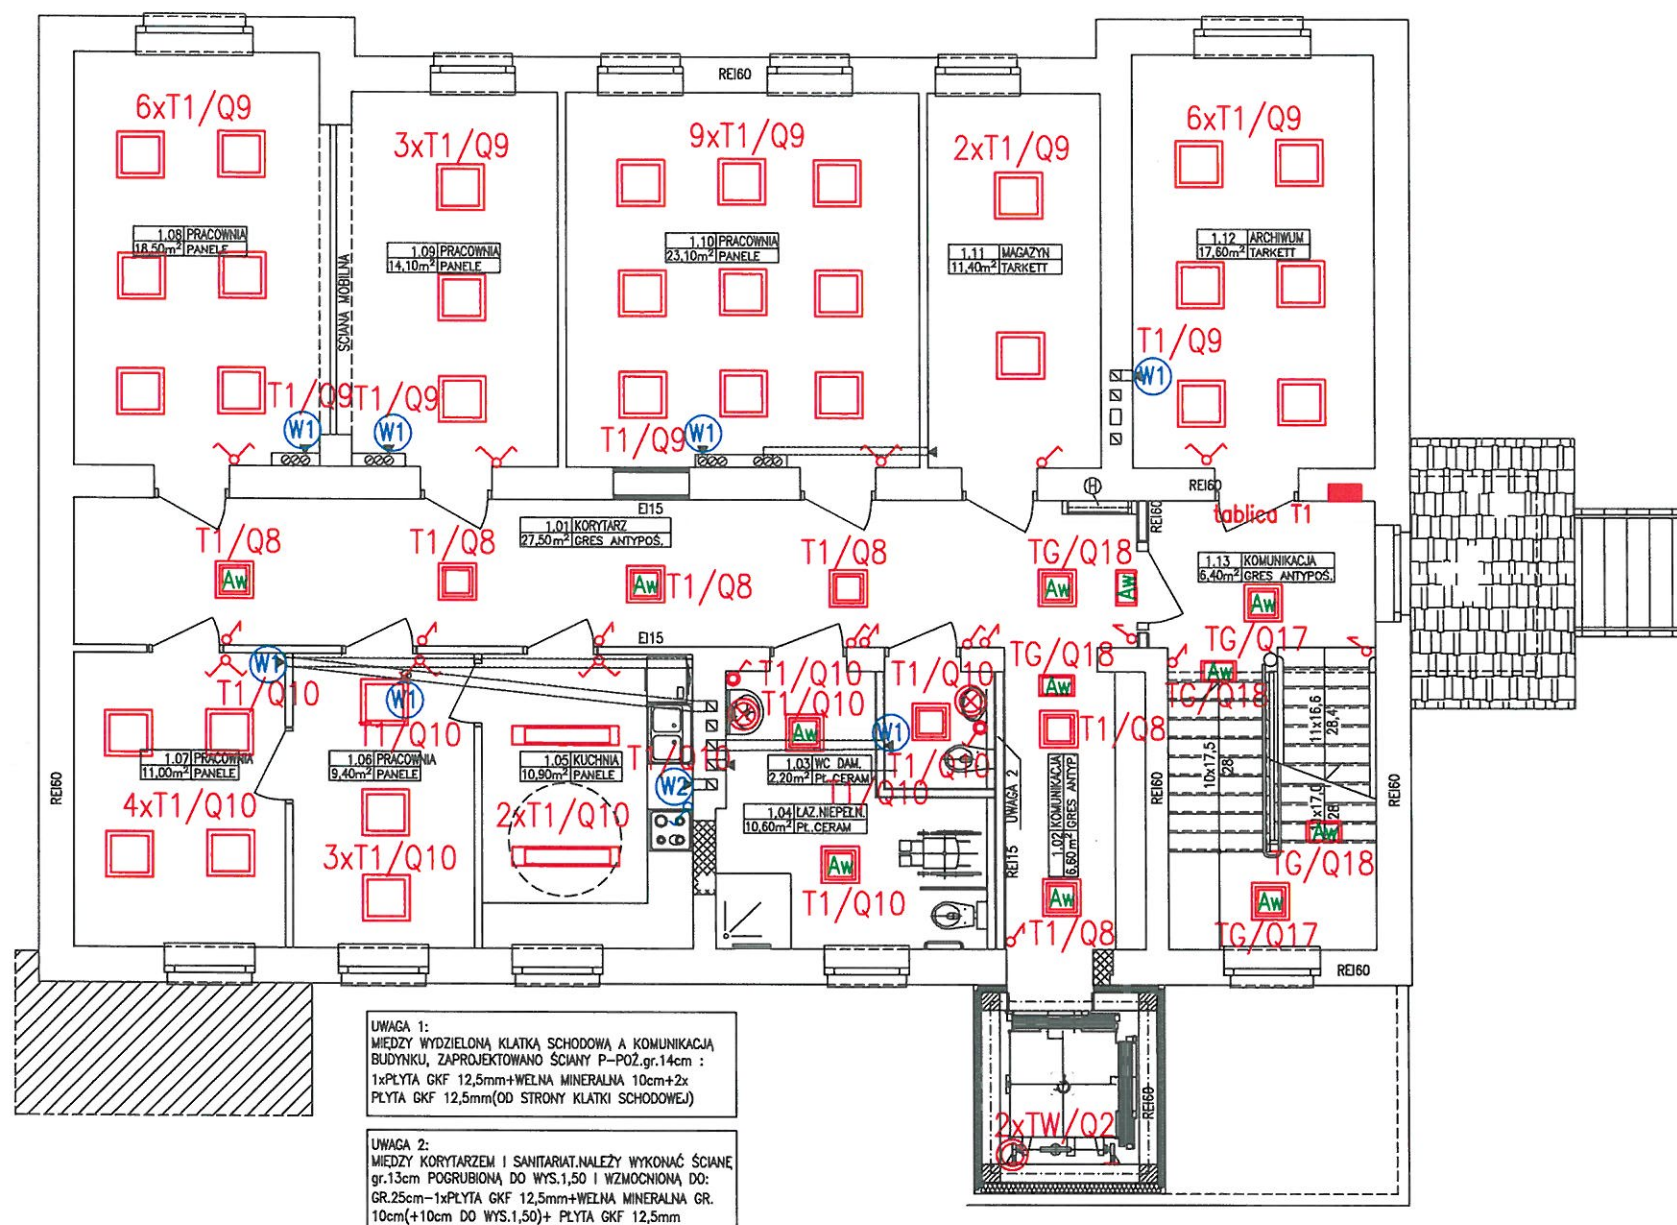 REI60
6xT1/Q9
3xT1/Q9
9xT1/Q9
2xT1/Q9
6xT1/Q9
1.08 PRACOWNIA
18,50m² PANELE
1.09 PRACOWNIA
14,10m² PANELE
1.10 PRACOWNIA
23,10m² PANELE
1.11 MAGAZYN
11,40m² TARKETT
1.12 ARCHIWUM
17,60m² TARKETT
ŚCIANA MOBILNA
T1/Q9
T1/Q9
T1/Q9
T1/Q9
W1
W1
W1
W1
H
REI60
REI60
EI15
tablica T1
1.01 KORYTARZ
27,50m² GRES ANTYPOŚ.
T1/Q8
T1/Q8
T1/Q8
T1/Q8
TG/Q18
Aw
Aw
Aw
Aw
1.13 KOMUNIKACJA
6,40m² GRES ANTYPOŚ.
Aw
TG/Q17
EI15
W1
T1/Q10
W1
T1/Q10
T1/Q10
T1/Q10
T1/Q10
TG/Q18
Aw
Aw
TG/Q18
Aw
W1
T1/Q8
T1/Q10
T1/Q10
T1/Q10
1.07 PRACOWNIA
11,00m² PANELE
1.06 PRACOWNIA
9,40m² PANELE
1.05 KUCHNIA
10,90m² PANELE
W2
1.03 WC DAM.
2,20m² PŁ.CERAM
1.04 ŁAZ.NIEPEŁN.
10,60m² PŁ.CERAM
4xT1/Q10
3xT1/Q10
2xT1/Q10
Aw
T1/Q10
UWAGA 2
REI15
1.02 KOMUNIKACJA
6,60m² GRES ANTYP.
Aw
T1/Q8
REI60
REI60
REI60
10x17,5
28
11x16,6
28,4
28
Aw
TG/Q18
Aw
TG/Q17
REI60
REI60
2xTW/Q2
UWAGA 1:
MIĘDZY WYDZIELONĄ KLATKĄ SCHODOWĄ A KOMUNIKACJĄ
BUDYNKU, ZAPROJEKTOWANO ŚCIANY P-POŻ.gr.14cm :
1xPŁYTA GKF 12,5mm+WEŁNA MINERALNA 10cm+2x
PŁYTA GKF 12,5mm(OD STRONY KLATKI SCHODOWEJ)
UWAGA 2:
MIĘDZY KORYTARZEM I SANITARIAT.NALEŻY WYKONAĆ ŚCIANĘ
gr.13cm POGRUBIONĄ DO WYS.1,50 I WZMOCNIONĄ DO:
GR.25cm-1xPŁYTA GKF 12,5mm+WEŁNA MINERALNA GR.
10cm(+10cm DO WYS.1,50)+ PŁYTA GKF 12,5mm